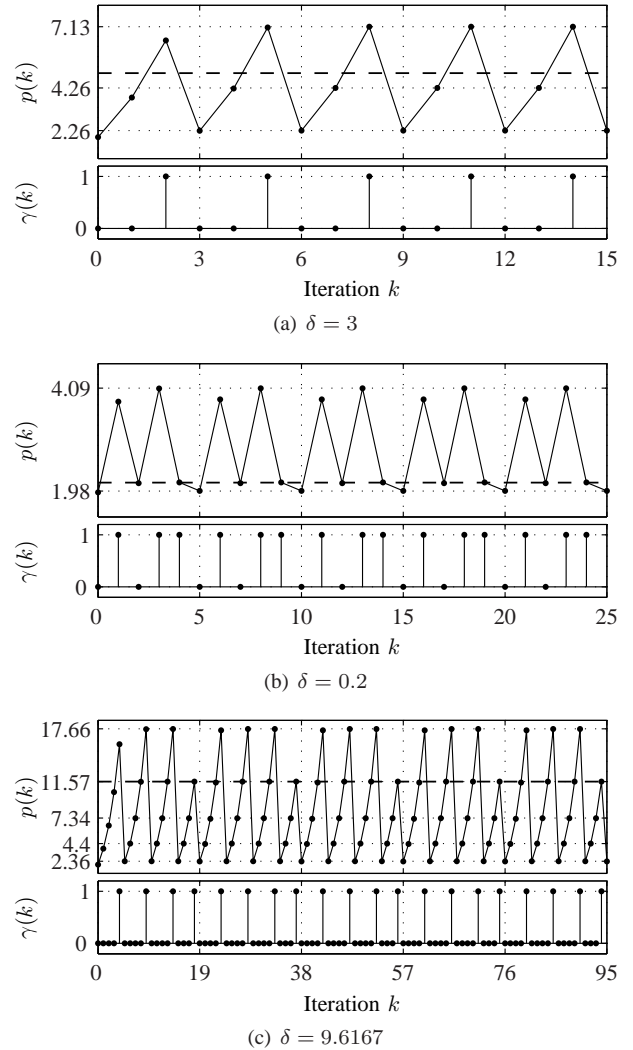 7.13
4.26
2.26
p(k)
1
0
γ(k)
0 3 6 9 12 15
Iteration k
(a) δ = 3
4.09
1.98
p(k)
1
0
γ(k)
0 5 10 15 20 25
Iteration k
(b) δ = 0.2
17.66
11.57
7.34
4.4
2.36
p(k)
1
0
γ(k)
0 19 38 57 76 95
Iteration k
(c) δ = 9.6167